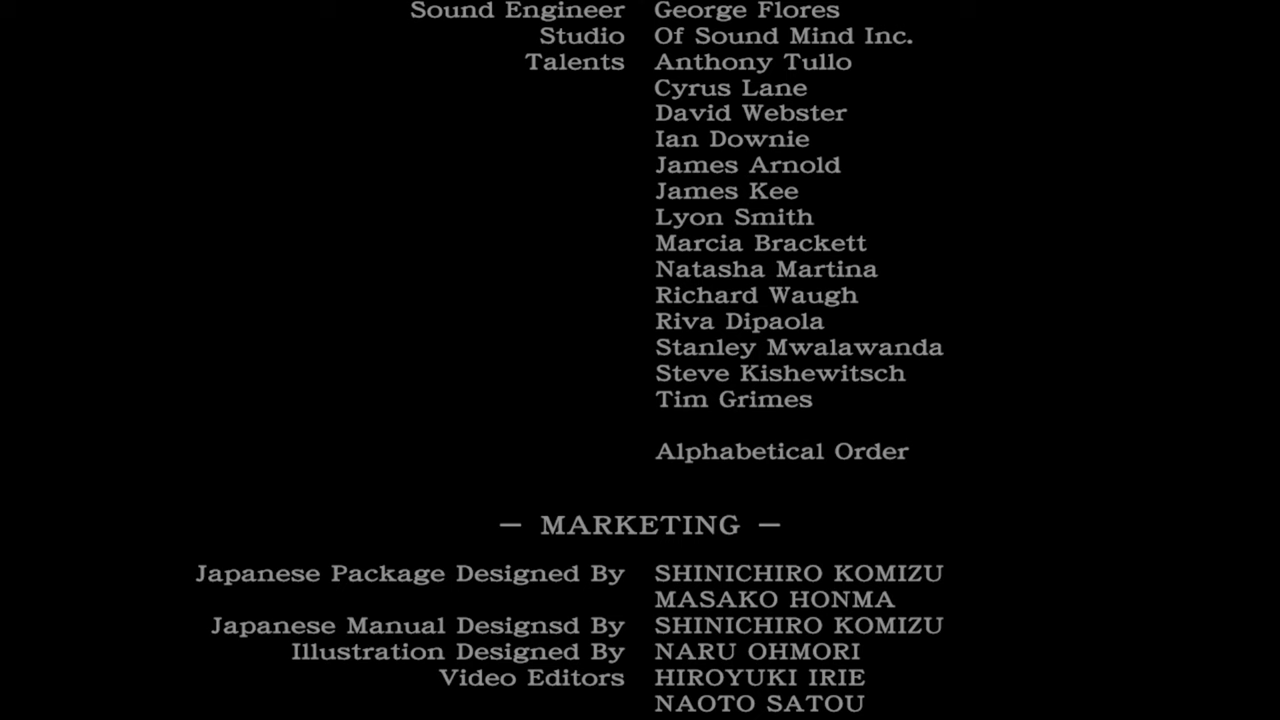 Sound Engineer George Flores
Studio Of Sound Mind Inc.
Talents Anthony Tullo
Cyrus Lane
David Webster
Ian Downie
James Arnold
James Kee
Lyon Smith
Marcia Brackett
Natasha Martina
Richard Waugh
Riva Dipaola
Stanley Mwalawanda
Steve Kishewitsch
Tim Grimes
Alphabetical Order
— MARKETING —
Japanese Package Designed By SHINICHIRO KOMIZU
MASAKO HONMA
Japanese Manual Designsd By SHINICHIRO KOMIZU
Illustration Designed By NARU OHMORI
Video Editors HIROYUKI IRIE
NAOTO SATOU